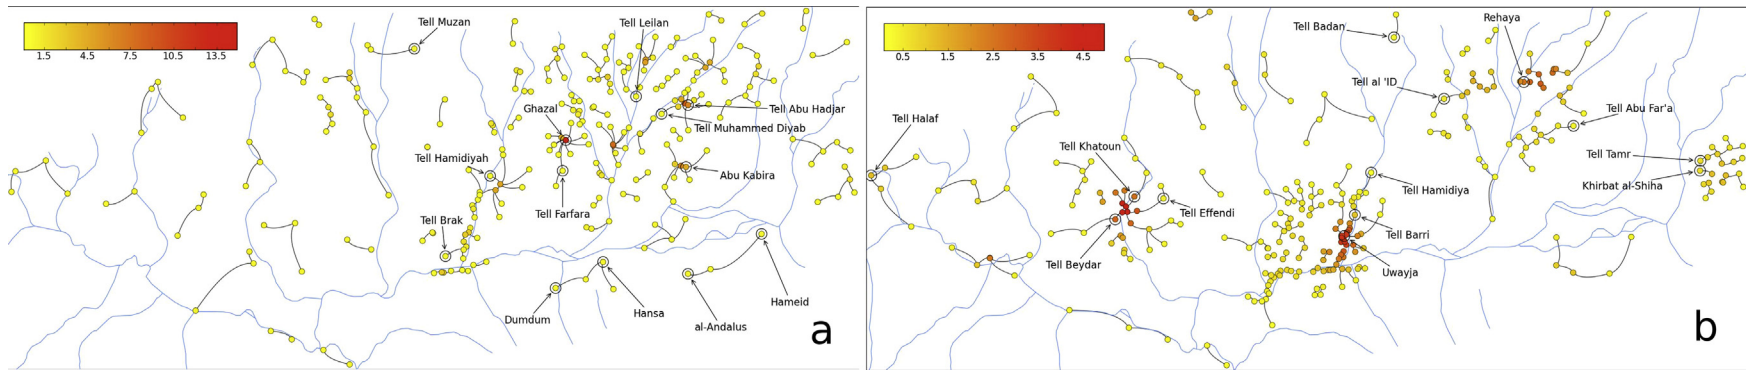 1.5 4.5 7.5 10.5 13.5
Tell Muzan
Tell Leilan
Ghazal
Tell Abu Hadjar
Tell Muhammed Diyab
Tell Hamidiyah
Abu Kabira
Tell Farfara
Tell Brak
Hameid
Dumdum
Hansa
al-Andalus
a
0.5 1.5 2.5 3.5 4.5
Tell Badan
Rehaya
Tell al 'ID
Tell Abu Far'a
Tell Halaf
Tell Khatoun
Tell Tamr
Khirbat al-Shiha
Tell Hamidiya
Tell Effendi
Tell Barri
Tell Beydar
Uwayja
b